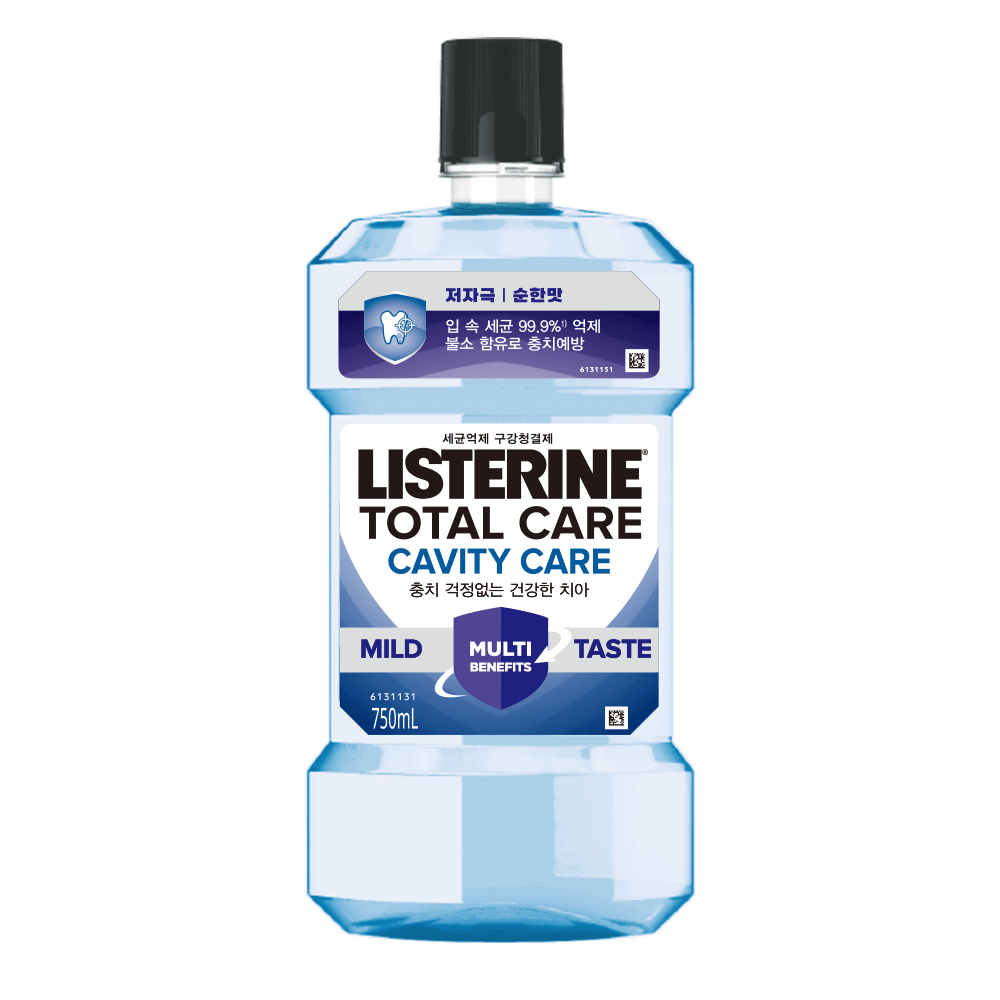 저자극 | 순한맛
입 속 세균 99.9%¹⁾ 억제
불소 함유로 충치예방
6131151
세균억제 구강청결제
LISTERINE®
TOTAL CARE
CAVITY CARE
충치 걱정없는 건강한 치아
MILD MULTI BENEFITS TASTE
6131131
750mL